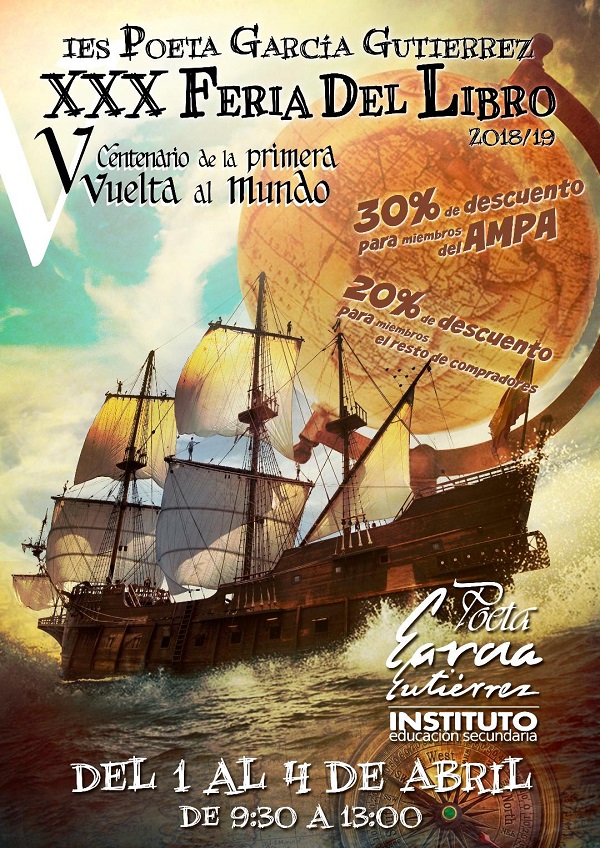 IES POETA GARCÍA GUTIERREZ
XXX FERIA DEL LIBRO
2018/19
V Centenario de la primera
Vuelta al mundo
30% de descuento
para miembros
del AMPA
20% de descuento
para miembros
el resto de compradores
Poeta
García
Gutiérrez
INSTITUTO
educación secundaria
West
North
DEL 1 AL 4 DE ABRIL
DE 9:30 A 13:00